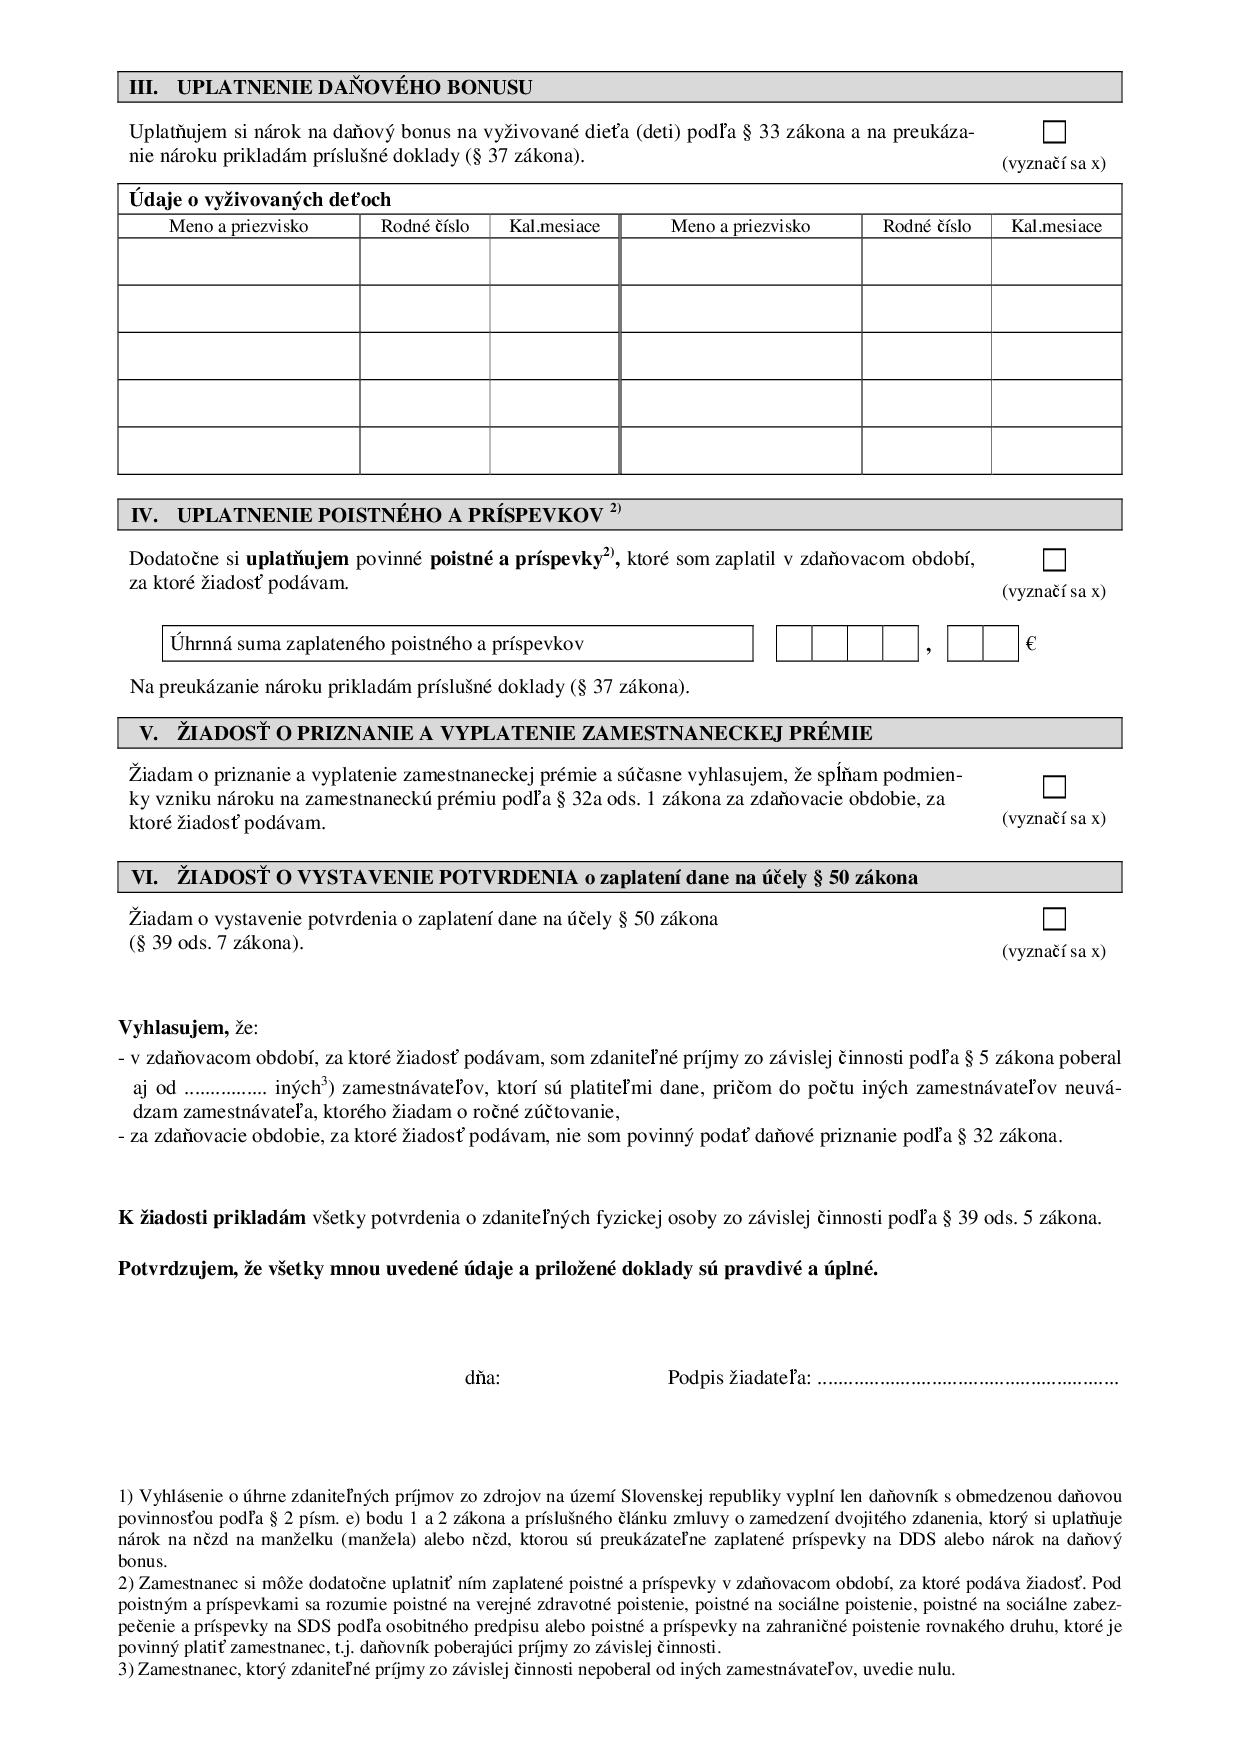 III. UPLATNENIE DAŇOVÉHO BONUSU
Uplatňujem si nárok na daňový bonus na vyživované dieťa (deti) podľa § 33 zákona a na preukáza-
nie nároku prikladám príslušné doklady (§ 37 zákona).
(vyznačí sa x)
Údaje o vyživovaných deťoch
Meno a priezvisko Rodné číslo Kal.mesiace Meno a priezvisko Rodné číslo Kal.mesiace
IV. UPLATNENIE POISTNÉHO A PRÍSPEVKOV 2)
Dodatočne si uplatňujem povinné poistné a príspevky2), ktoré som zaplatil v zdaňovacom období,
za ktoré žiadosť podávam.
(vyznačí sa x)
Úhrnná suma zaplateného poistného a príspevkov , €
Na preukázanie nároku prikladám príslušné doklady (§ 37 zákona).
V. ŽIADOSŤ O PRIZNANIE A VYPLATENIE ZAMESTNANECKEJ PRÉMIE
Žiadam o priznanie a vyplatenie zamestnaneckej prémie a súčasne vyhlasujem, že spĺňam podmien-
ky vzniku nároku na zamestnaneckú prémiu podľa § 32a ods. 1 zákona za zdaňovacie obdobie, za
ktoré žiadosť podávam.
(vyznačí sa x)
VI. ŽIADOSŤ O VYSTAVENIE POTVRDENIA o zaplatení dane na účely § 50 zákona
Žiadam o vystavenie potvrdenia o zaplatení dane na účely § 50 zákona
(§ 39 ods. 7 zákona).
(vyznačí sa x)
Vyhlasujem, že:
- v zdaňovacom období, za ktoré žiadosť podávam, som zdaniteľné príjmy zo závislej činnosti podľa § 5 zákona poberal
aj od ................ iných3) zamestnávateľov, ktorí sú platiteľmi dane, pričom do počtu iných zamestnávateľov neuvá-
dzam zamestnávateľa, ktorého žiadam o ročné zúčtovanie,
- za zdaňovacie obdobie, za ktoré žiadosť podávam, nie som povinný podať daňové priznanie podľa § 32 zákona.
K žiadosti prikladám všetky potvrdenia o zdaniteľných fyzickej osoby zo závislej činnosti podľa § 39 ods. 5 zákona.
Potvrdzujem, že všetky mnou uvedené údaje a priložené doklady sú pravdivé a úplné.
dňa: Podpis žiadateľa: ..........................................................
1) Vyhlásenie o úhrne zdaniteľných príjmov zo zdrojov na území Slovenskej republiky vyplní len daňovník s obmedzenou daňovou
povinnosťou podľa § 2 písm. e) bodu 1 a 2 zákona a príslušného článku zmluvy o zamedzení dvojitého zdanenia, ktorý si uplatňuje
nárok na nčzd na manželku (manžela) alebo nčzd, ktorou sú preukázateľne zaplatené príspevky na DDS alebo nárok na daňový
bonus.
2) Zamestnanec si môže dodatočne uplatniť ním zaplatené poistné a príspevky v zdaňovacom období, za ktoré podáva žiadosť. Pod
poistným a príspevkami sa rozumie poistné na verejné zdravotné poistenie, poistné na sociálne poistenie, poistné na sociálne zabez-
pečenie a príspevky na SDS podľa osobitného predpisu alebo poistné a príspevky na zahraničné poistenie rovnakého druhu, ktoré je
povinný platiť zamestnanec, t.j. daňovník poberajúci príjmy zo závislej činnosti.
3) Zamestnanec, ktorý zdaniteľné príjmy zo závislej činnosti nepoberal od iných zamestnávateľov, uvedie nulu.